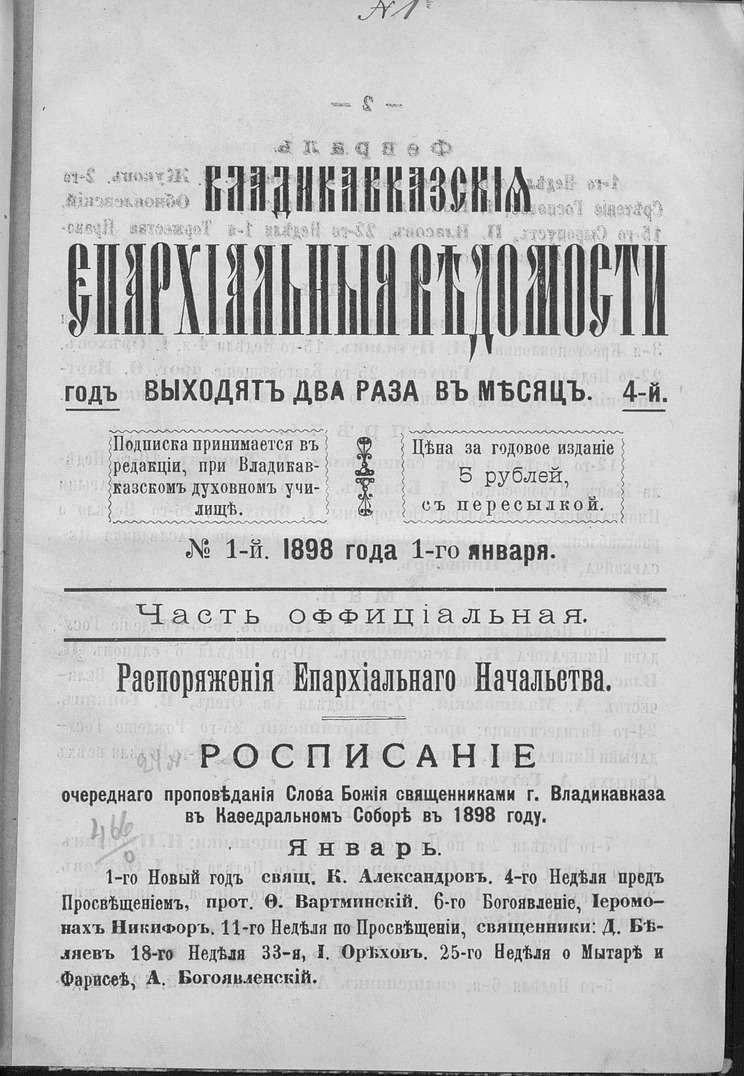 N 1
ВЛАДИКАВКАЗСКІЯ
ЄПАРХІАЛЬНЫЯ ВѢДОМОСТИ
годъ ВЫХОДЯТЪ ДВА РАЗА ВЪ МѢСЯЦЪ. 4-й.
Подписка принимается въ
редакціи, при Владикав-
казскомъ духовномъ учи-
лищѣ.
Цѣна за годовое изданіе
5 рублей,
съ пересылкой.
№ 1-й. 1898 года 1-го января.
Часть оффиціальная.
Распоряженія Епархіальнаго Начальства.
РОСПИСАНІЕ
очереднаго проповѣданія Слова Божія священниками г. Владикавказа
въ Каѳедральномъ Соборѣ въ 1898 году.
Январь.
1-го Новый годъ свящ. К. Александровъ. 4-го Недѣля предъ
Просвѣщеніемъ, прот. Ѳ. Вартминскій. 6-го Богоявленіе, Іеромо-
нахъ Никифоръ. 11-го Недѣля по Просвѣщеніи, священники: Д. Бѣ-
ляевъ 18-го Недѣля 33-я, І. Орѣховъ. 25-го Недѣля о Мытарѣ и
Фарисеѣ, А. Богоявленскій.